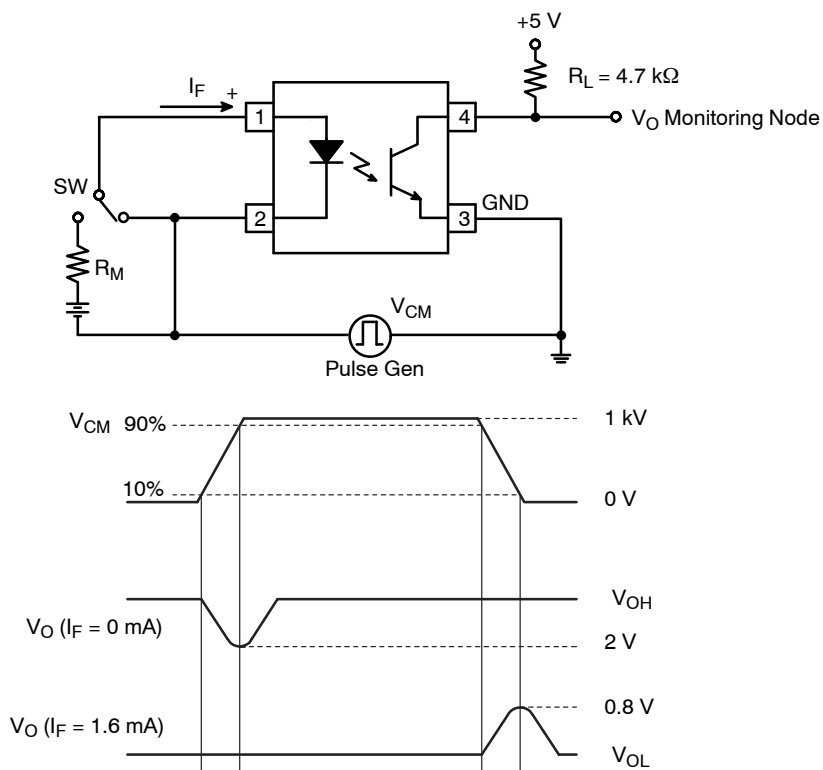 +5 V
R_L = 4.7 kΩ
I_F
+
1
4
V_O Monitoring Node
SW
2
3
GND
R_M
V_CM
Pulse Gen
V_CM 90%
1 kV
10%
0 V
V_OH
V_O (I_F = 0 mA)
2 V
0.8 V
V_O (I_F = 1.6 mA)
V_OL